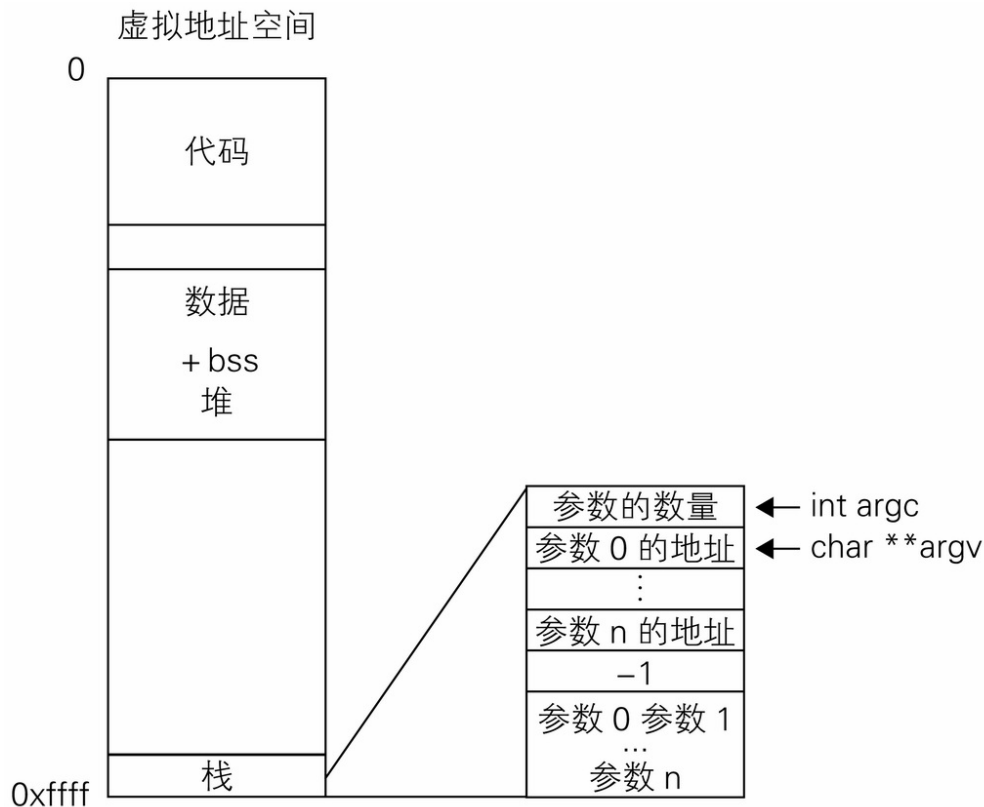 虚拟地址空间
0
代码
数据
+ bss
堆
栈
0xffff
参数的数量
int argc
参数 0 的地址
char **argv
⋮
参数 n 的地址
–1
参数 0 参数 1
…
参数 n